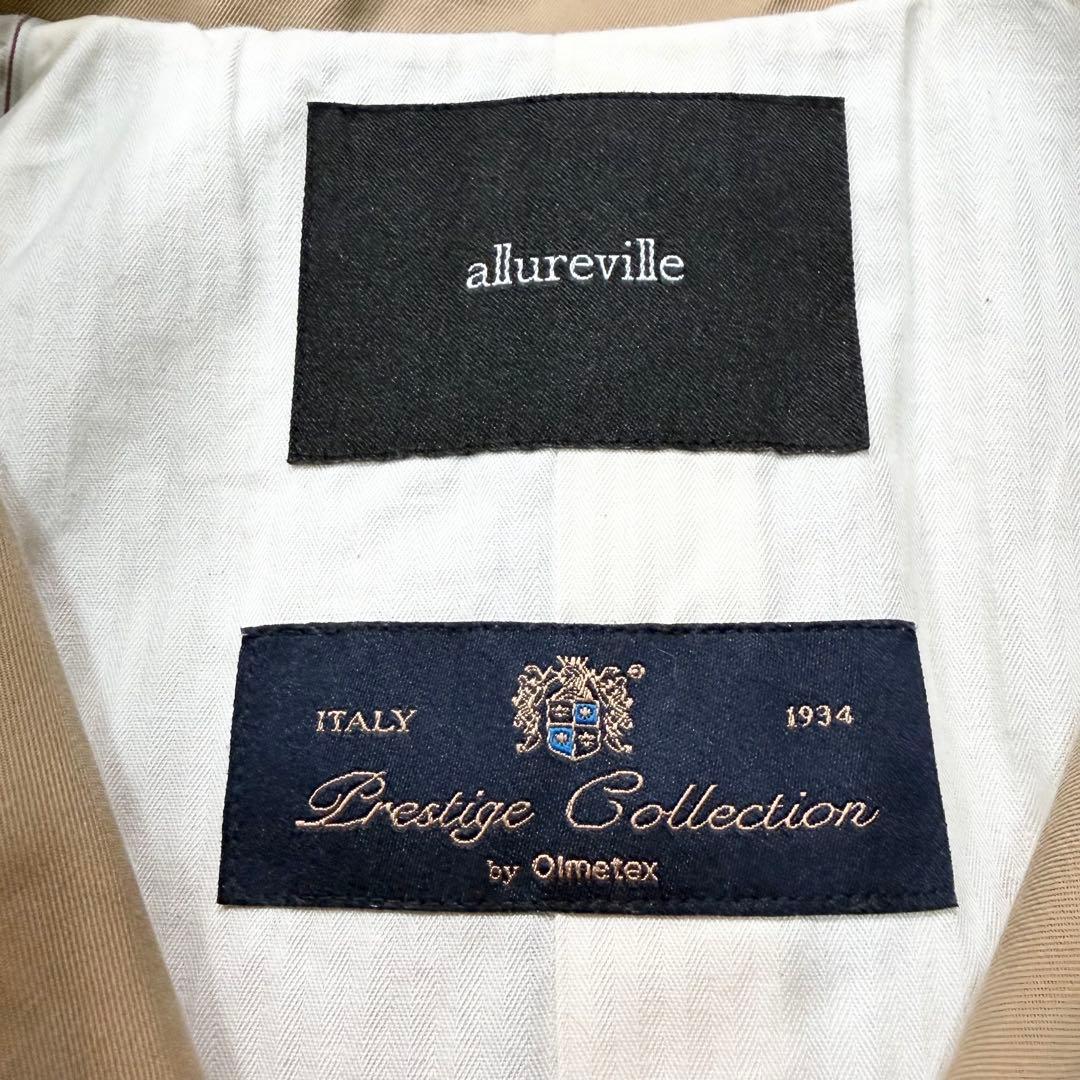 allureville
ITALY 1934
Prestige Collection
by Olmetex